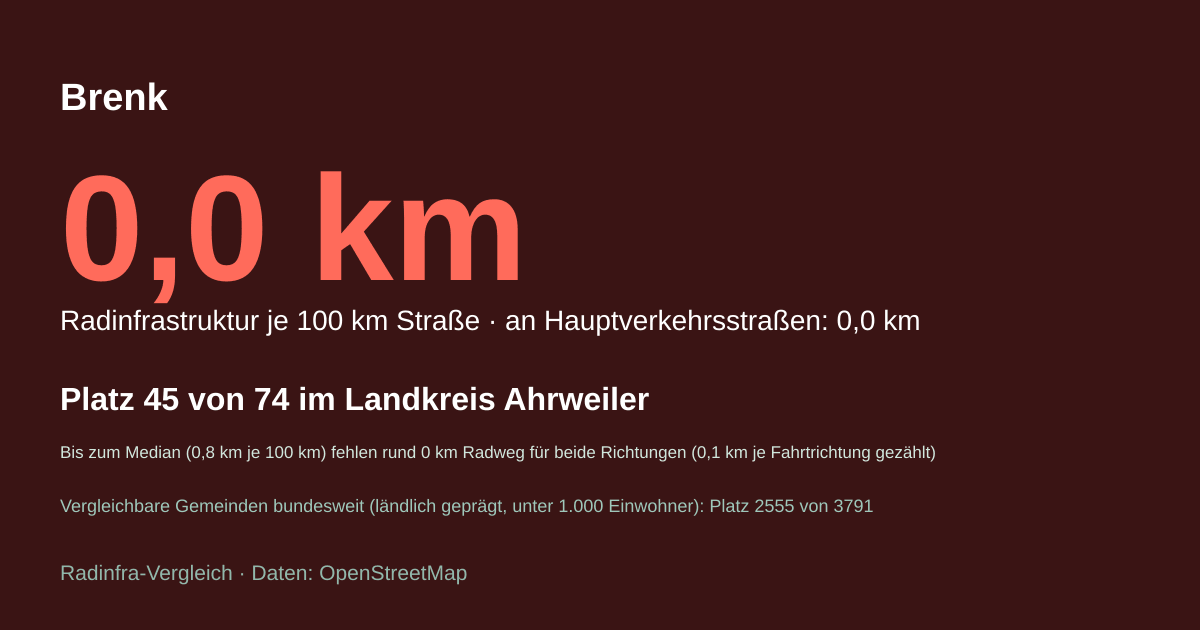 Brenk
0,0 km
Radinfrastruktur je 100 km Straße · an Hauptverkehrsstraßen: 0,0 km
Platz 45 von 74 im Landkreis Ahrweiler
Bis zum Median (0,8 km je 100 km) fehlen rund 0 km Radweg für beide Richtungen (0,1 km je Fahrtrichtung gezählt)
Vergleichbare Gemeinden bundesweit (ländlich geprägt, unter 1.000 Einwohner): Platz 2555 von 3791
Radinfra-Vergleich · Daten: OpenStreetMap